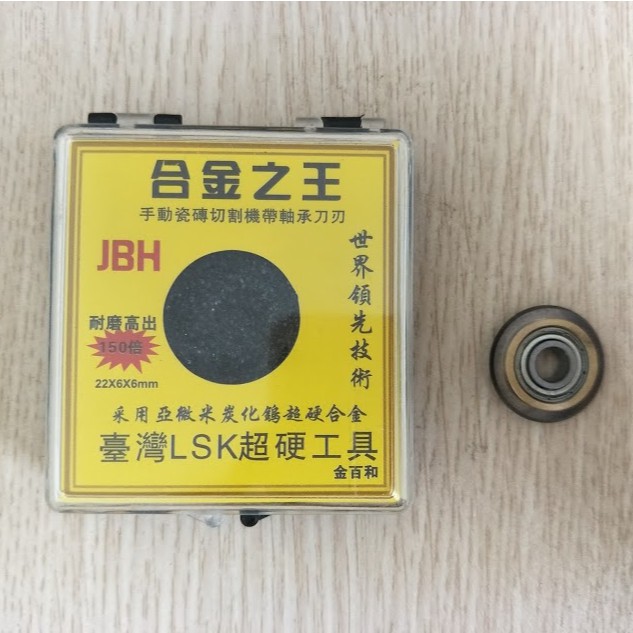 合金之王
手動瓷磚切割機帶軸承刀刃
JBH
世界領先技術
耐磨高出
150倍
22X6X6mm
采用亞微米炭化鎢超硬合金
臺灣LSK超硬工具
金百和